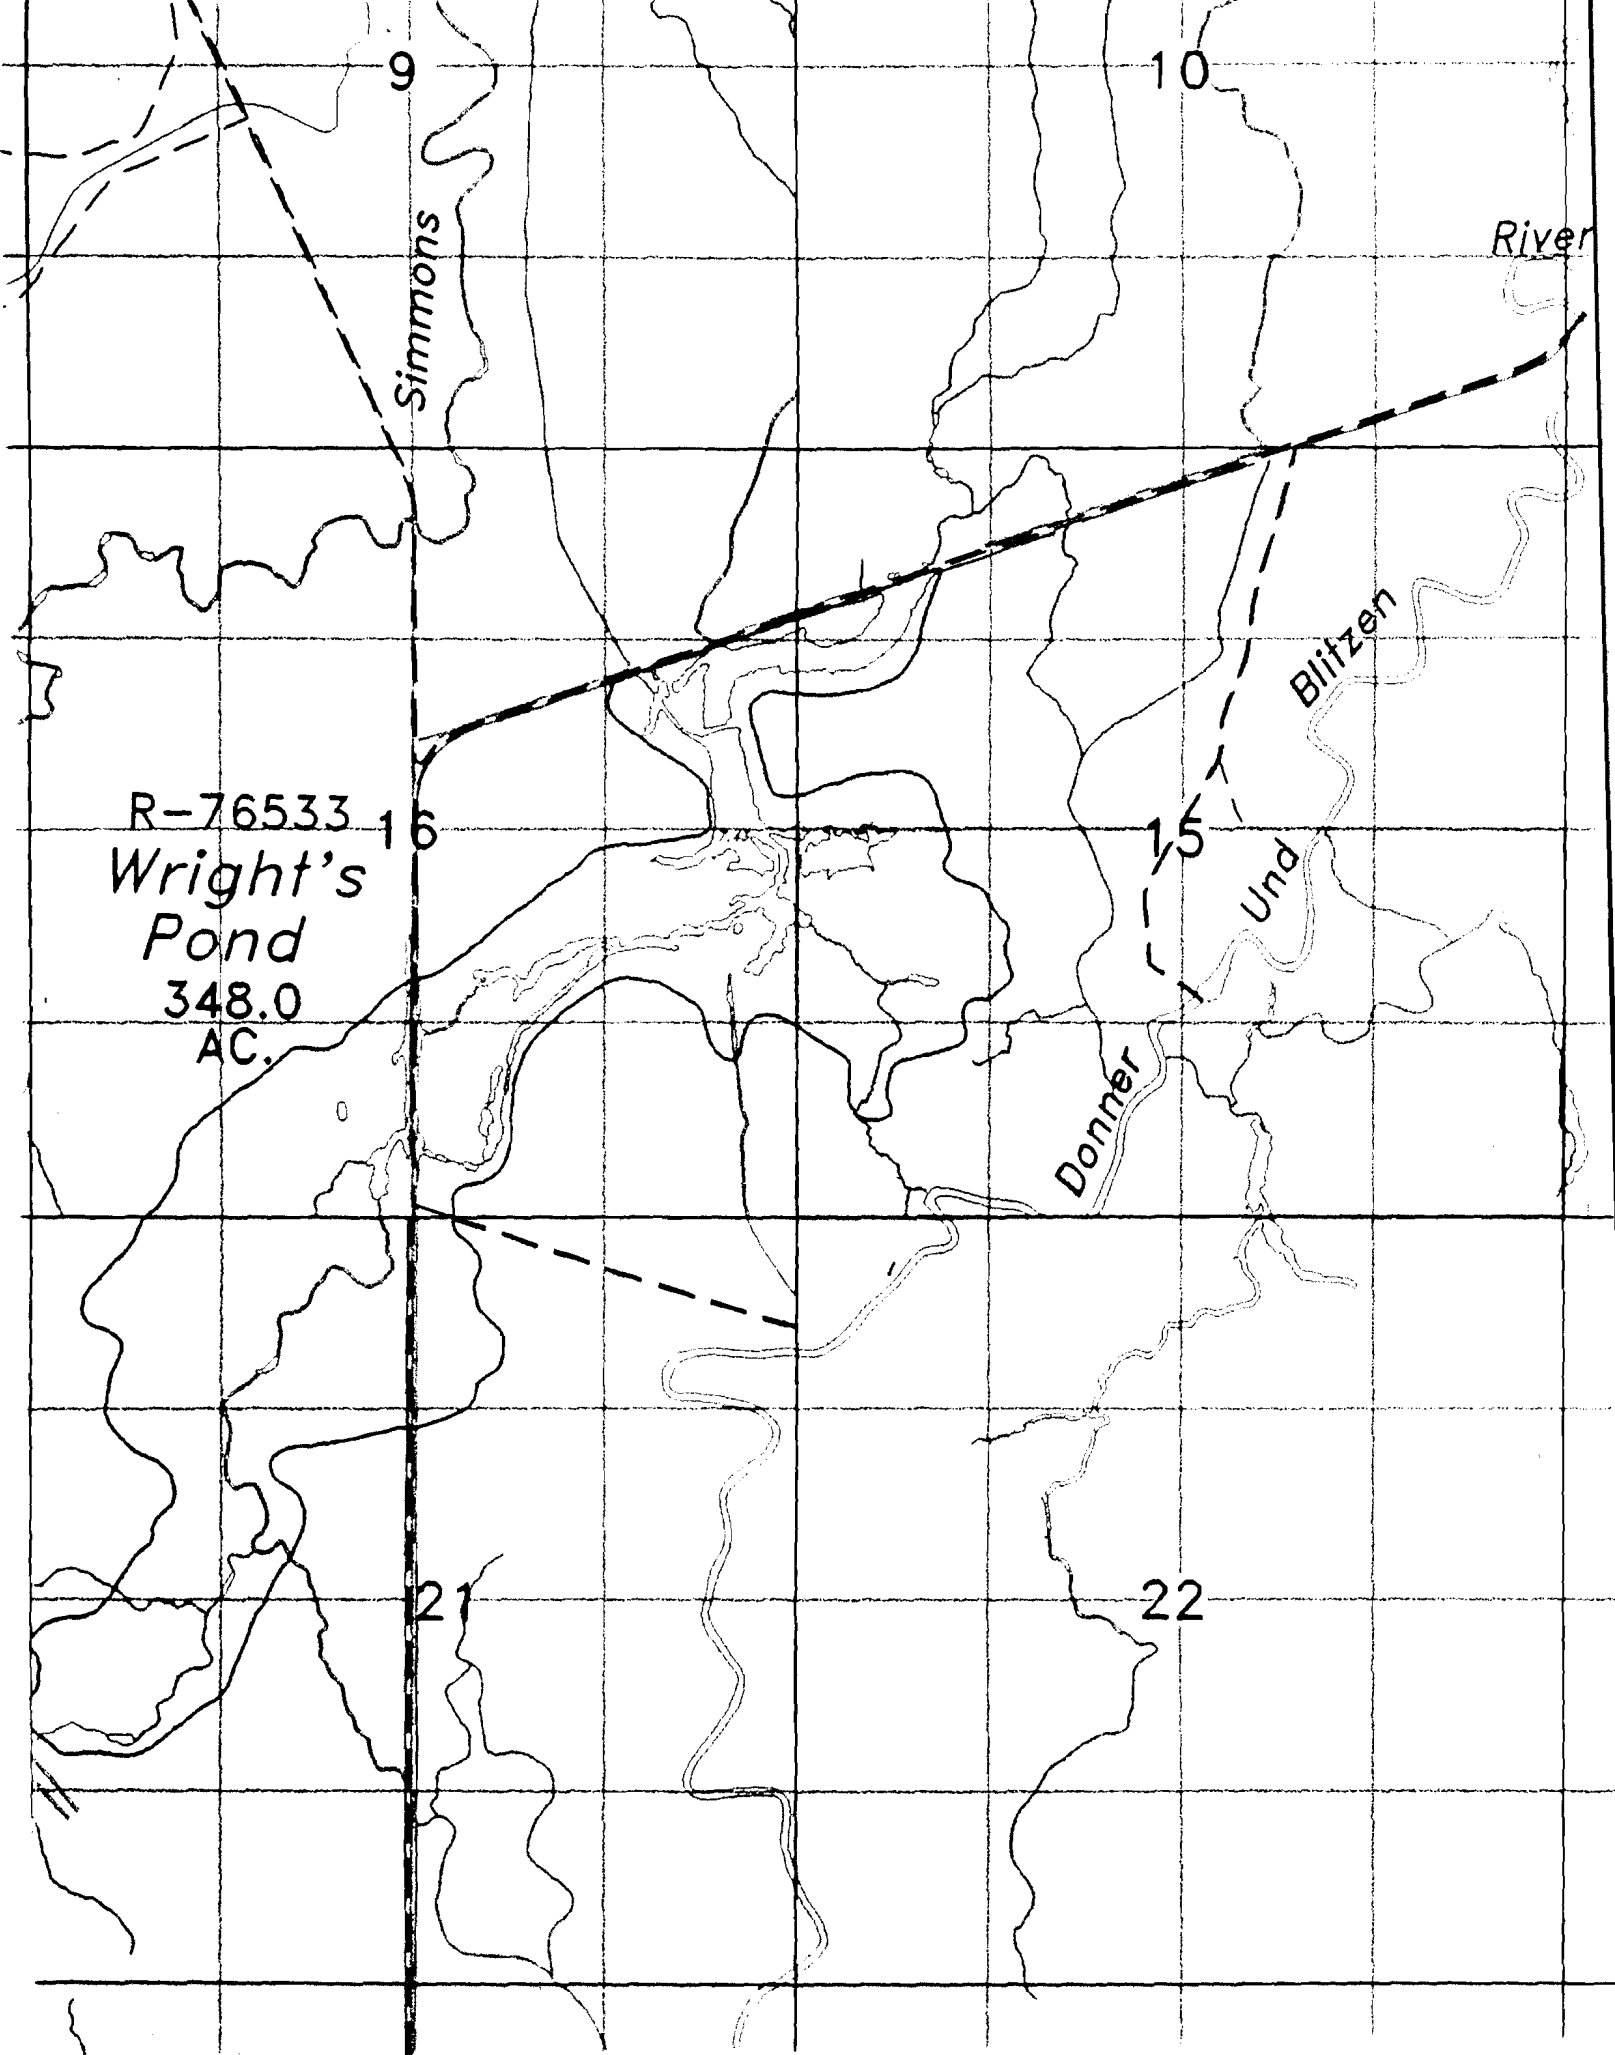 9
10
Simmons
River
Blitzen
R-76533
16
15
Wright's
Pond
Und
348.0
AC.
Donner
21
22